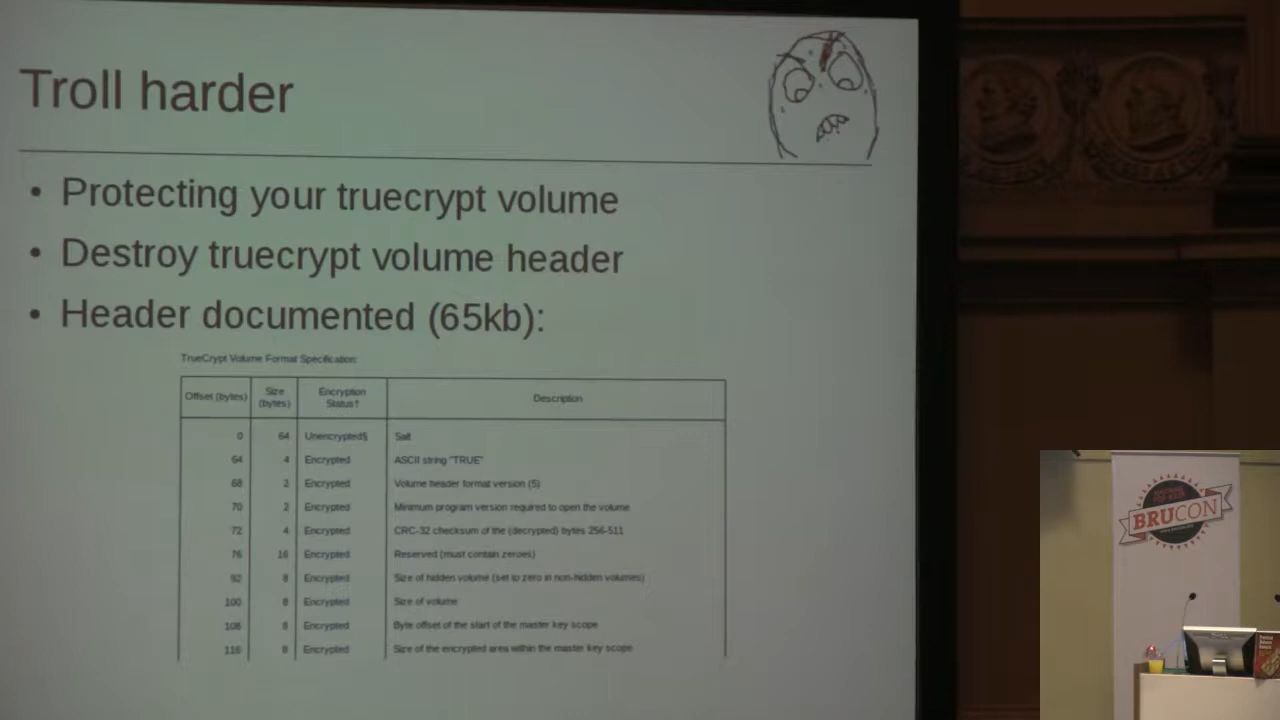 Troll harder
• Protecting your truecrypt volume
• Destroy truecrypt volume header
• Header documented (65kb):
TrueCrypt Volume Format Specification:
Offset (bytes) Size (bytes) Encryption Status† Description
0 64 Unencrypted§ Salt
64 4 Encrypted ASCII string "TRUE"
68 2 Encrypted Volume header format version (5)
70 2 Encrypted Minimum program version required to open the volume
72 4 Encrypted CRC-32 checksum of the (decrypted) bytes 256-511
76 16 Encrypted Reserved (must contain zeroes)
92 8 Encrypted Size of hidden volume (set to zero in non-hidden volumes)
100 8 Encrypted Size of volume
108 8 Encrypted Byte offset of the start of the master key scope
116 8 Encrypted Size of the encrypted area within the master key scope
BRUCON